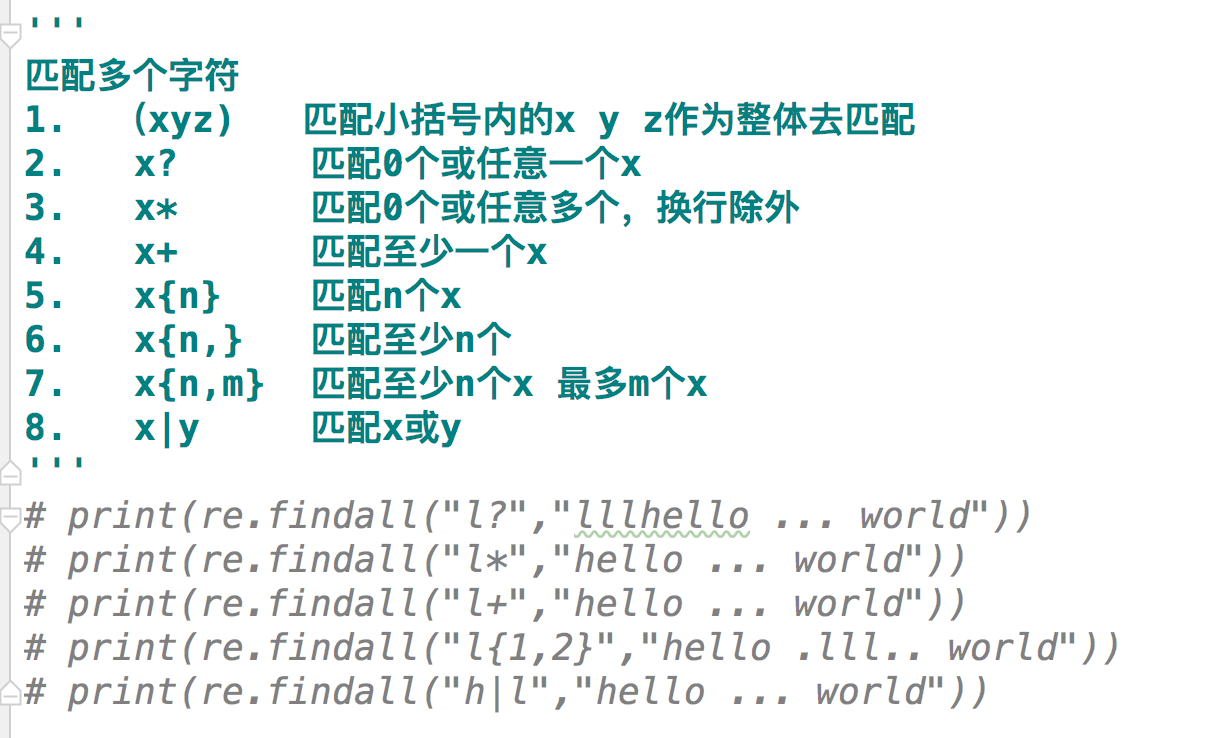 '''
匹配多个字符
1.   (xyz)   匹配小括号内的x y z作为整体去匹配
2.   x?      匹配0个或任意一个x
3.   x*      匹配0个或任意多个，换行除外
4.   x+      匹配至少一个x
5.   x{n}    匹配n个x
6.   x{n,}   匹配至少n个
7.   x{n,m}  匹配至少n个x 最多m个x
8.   x|y     匹配x或y
'''
# print(re.findall("l?","lllhello ... world"))
# print(re.findall("l*","hello ... world"))
# print(re.findall("l+","hello ... world"))
# print(re.findall("l{1,2}","hello .lll.. world"))
# print(re.findall("h|l","hello ... world"))